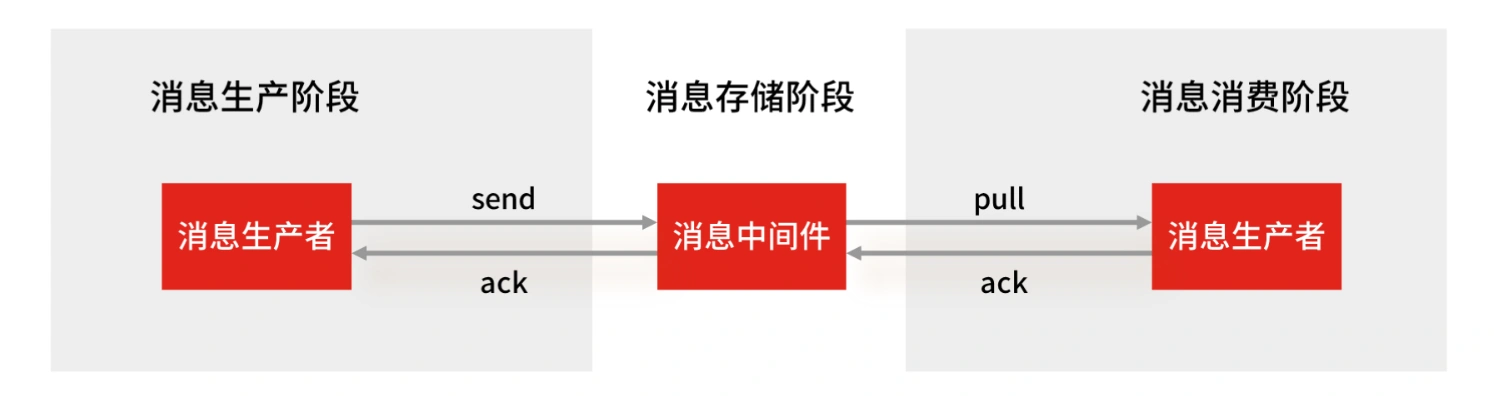 消息生产阶段
消息存储阶段
消息消费阶段
消息生产者
send
ack
消息中间件
pull
ack
消息生产者